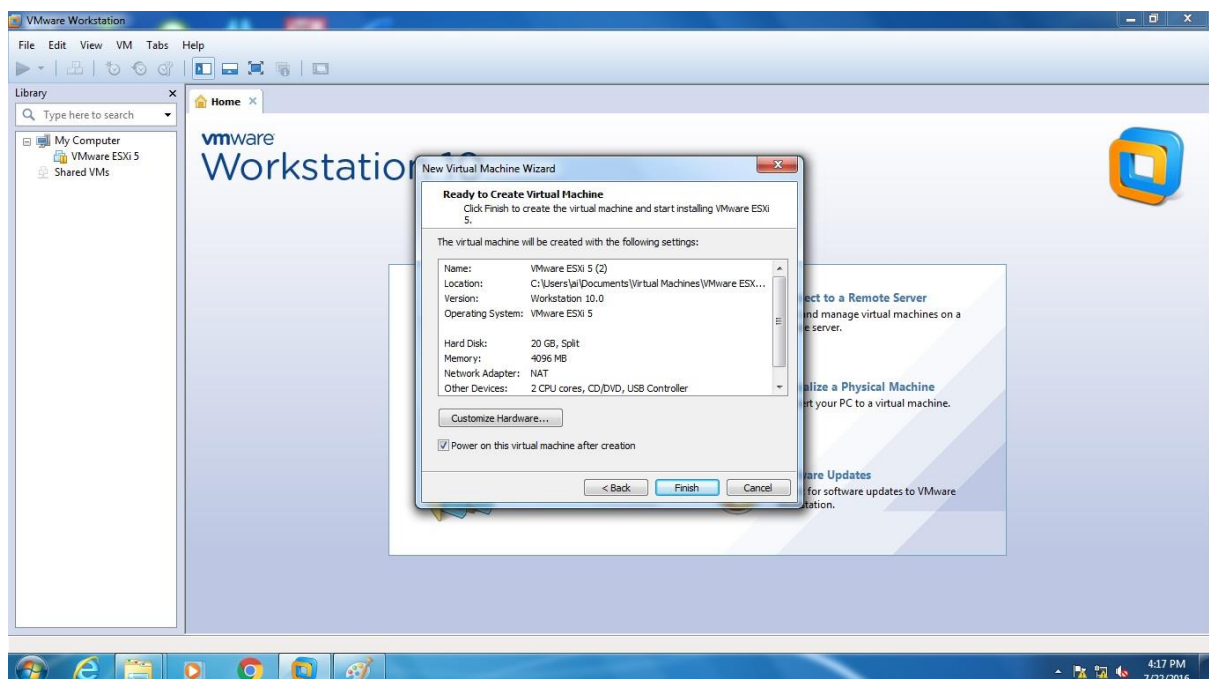 VMware Workstation
File Edit View VM Tabs Help
Library
Home
Type here to search
My Computer
VMware ESXi 5
Shared VMs
vmware
Workstation 10
New Virtual Machine Wizard
Ready to Create Virtual Machine
Click Finish to create the virtual machine and start installing VMware ESXi
5.
The virtual machine will be created with the following settings:
Name: VMware ESXi 5 (2)
Location: C:\Users\ai\Documents\Virtual Machines\VMware ESX...
Version: Workstation 10.0
Operating System: VMware ESXi 5
Hard Disk: 20 GB, Split
Memory: 4096 MB
Network Adapter: NAT
Other Devices: 2 CPU cores, CD/DVD, USB Controller
Customize Hardware...
Power on this virtual machine after creation
< Back Finish Cancel
ect to a Remote Server
and manage virtual machines on a
e server.
alize a Physical Machine
ert your PC to a virtual machine.
are Updates
for software updates to VMware
tation.
4:17 PM
7/22/2016